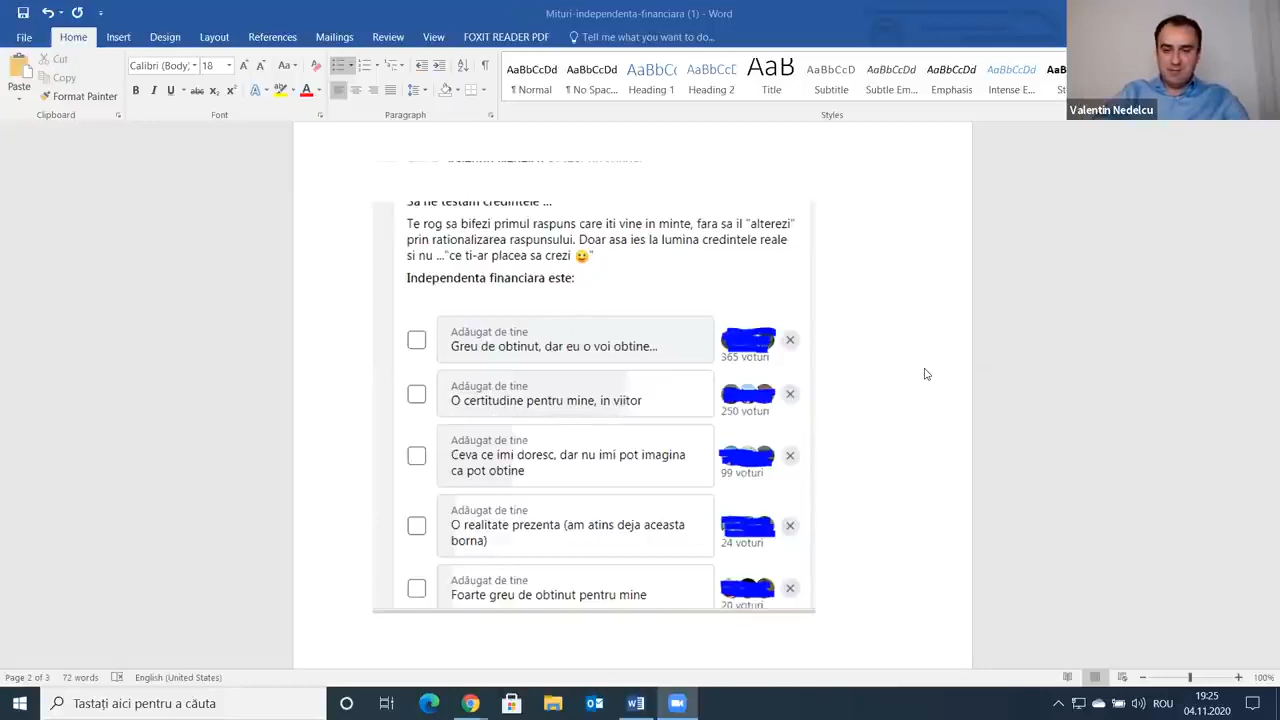 Mituri-independenta-financiara (1) - Word
File Home Insert Design Layout References Mailings Review View FOXIT READER PDF Tell me what you want to do...
Paste
Cut
Copy
Format Painter
Clipboard
Calibri (Body) 18
Font
Paragraph
AaBbCcDd AaBbCcDd AaBbCc AaBbCcD AaB AaBbCcD AaBbCcDd AaBbCcDd AaBbCcDd
¶ Normal ¶ No Spac... Heading 1 Heading 2 Title Subtitle Subtle Em... Emphasis Intense E...
Styles
Valentin Nedelcu
Sa ne testam credintele ...
Te rog sa bifezi primul raspuns care iti vine in minte, fara sa il "alterezi"
prin rationalizarea raspunsului. Doar asa ies la lumina credintele reale
si nu ..."ce ti-ar placea sa crezi 😀"
Independenta financiara este:
Adăugat de tine
Greu de obtinut, dar eu o voi obtine...
365 voturi
Adăugat de tine
O certitudine pentru mine, in viitor
250 voturi
Adăugat de tine
Ceva ce imi doresc, dar nu imi pot imagina
ca pot obtine
99 voturi
Adăugat de tine
O realitate prezenta (am atins deja aceasta
borna)
24 voturi
Adăugat de tine
Foarte greu de obtinut pentru mine
20 voturi
Page 2 of 3 72 words English (United States) 100%
Tastați aici pentru a căuta
ROU
19:25
04.11.2020